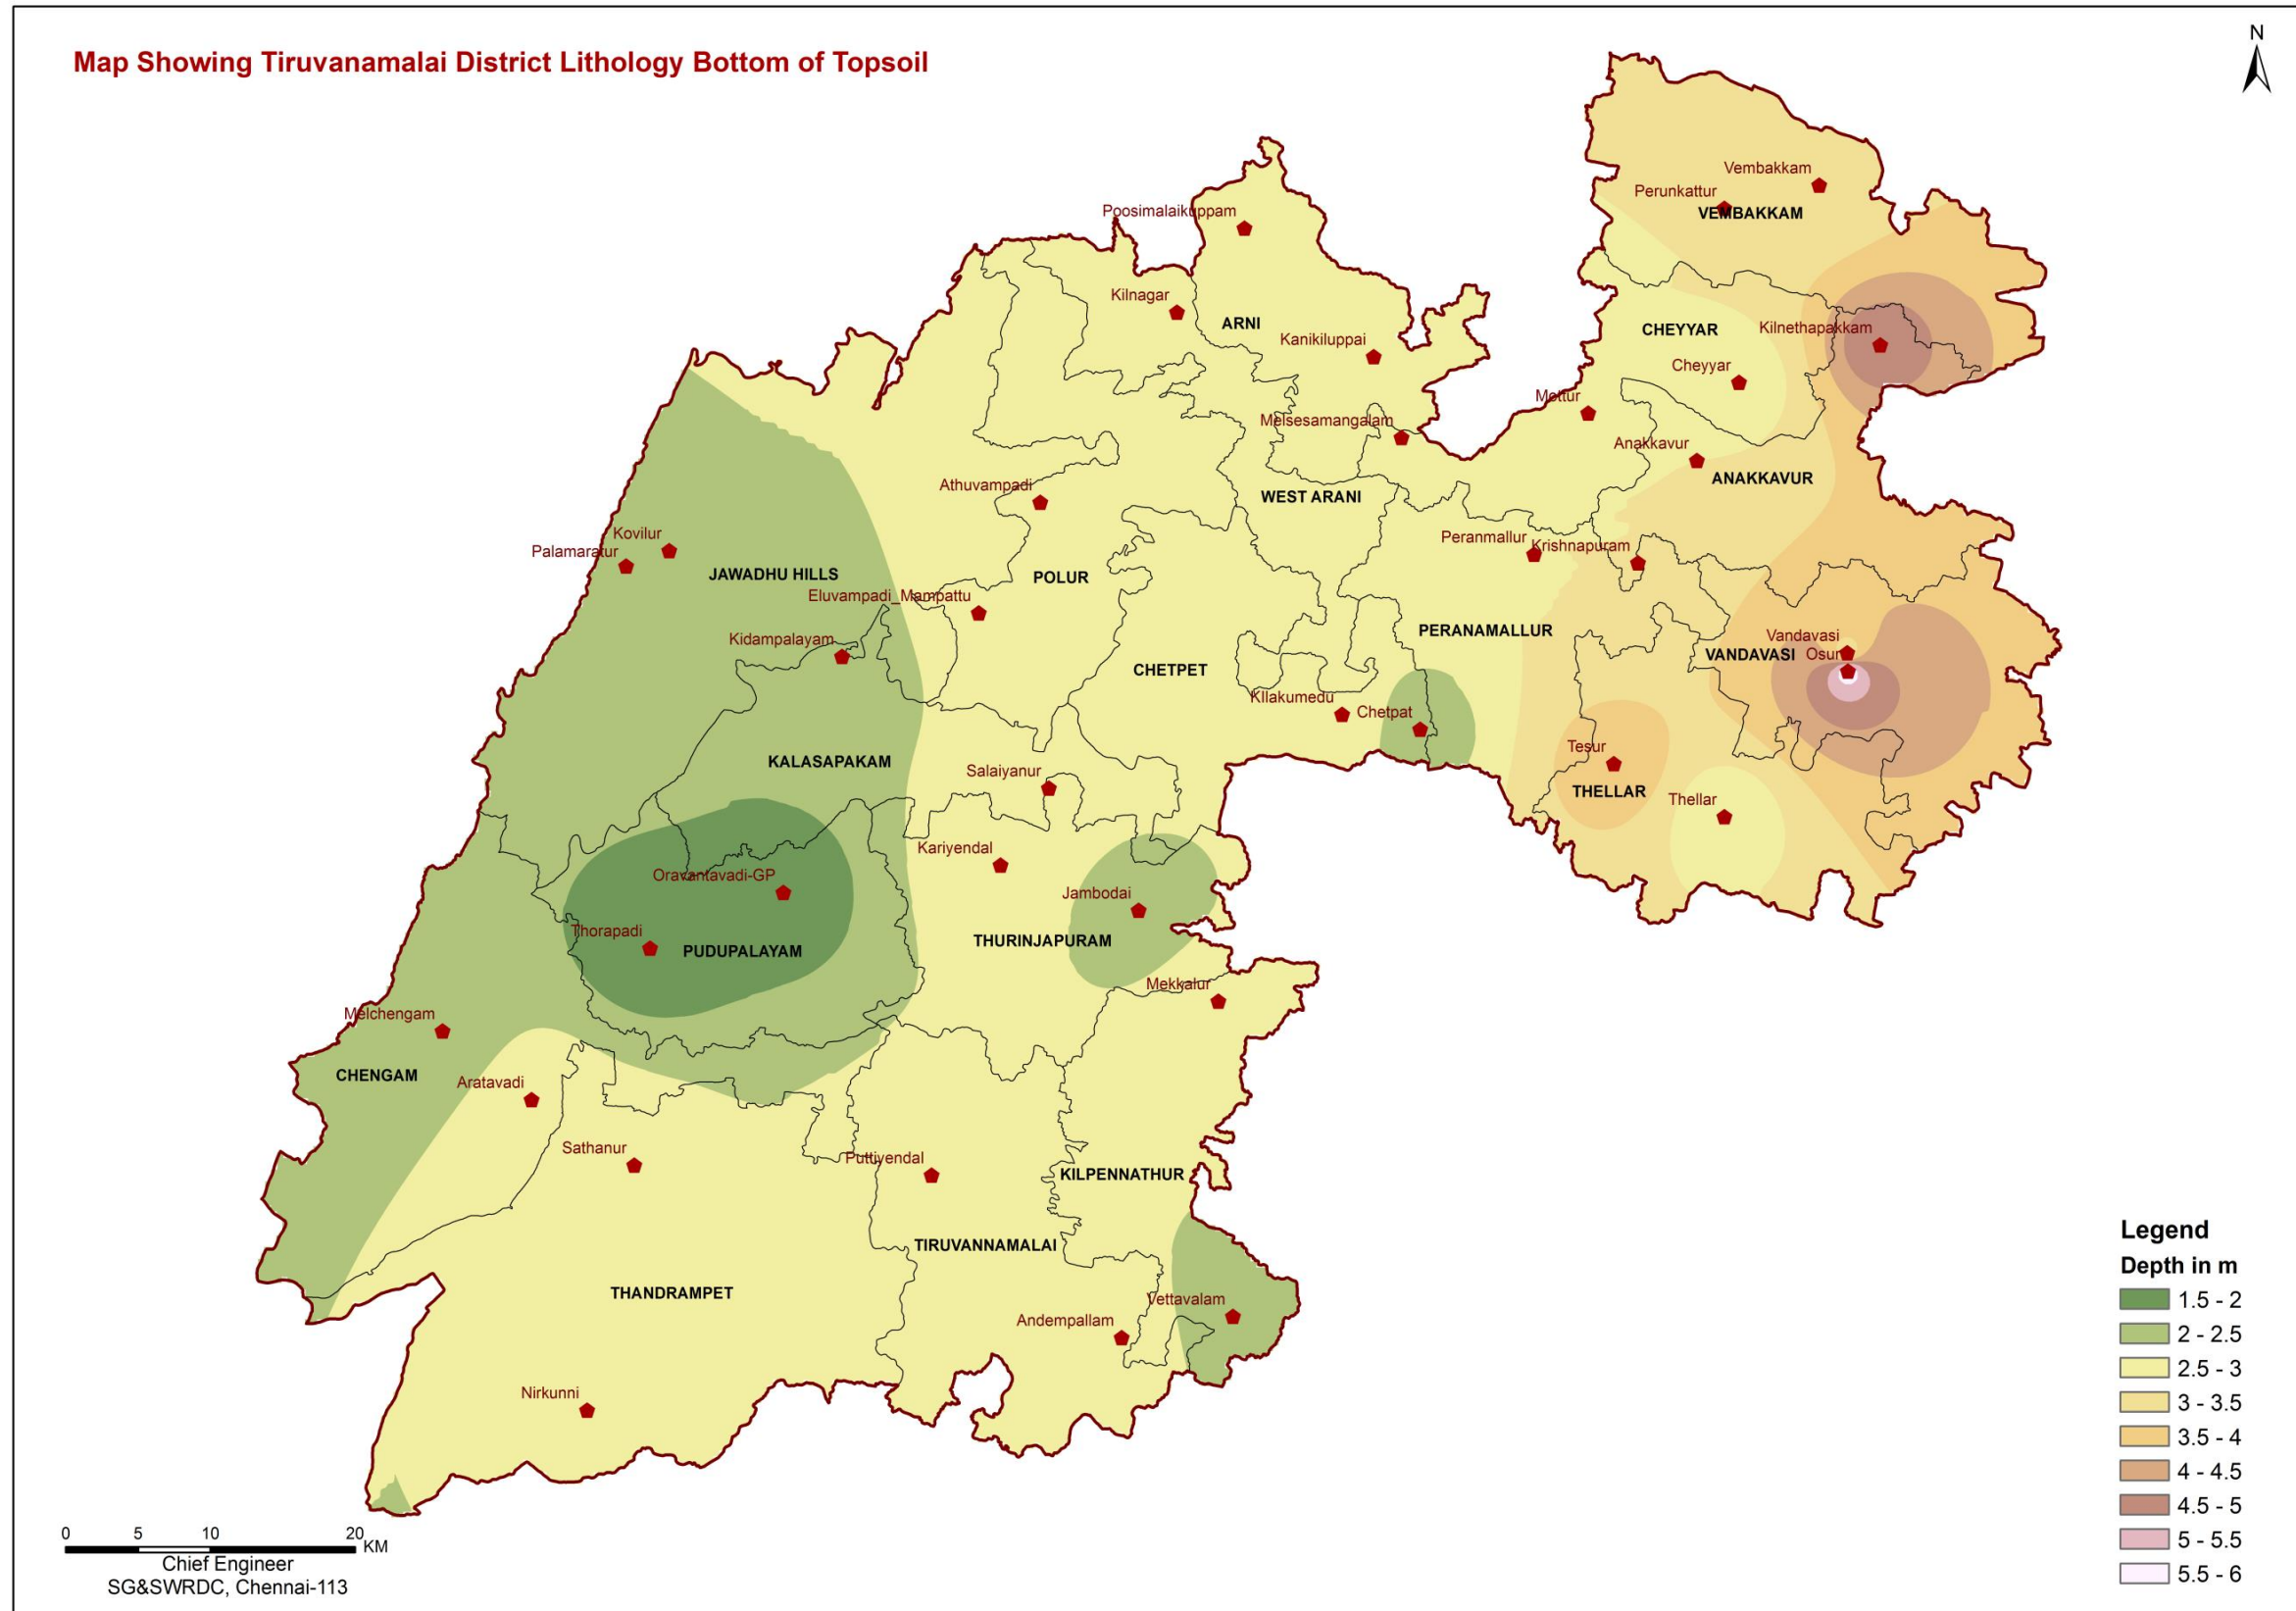 Map Showing Tiruvanamalai District Lithology Bottom of Topsoil
N
Vembakkam
Perunkattur
VEMBAKKAM
Poosimalaikuppam
Kilnagar
ARNI
Kanikiluppai
CHEYYAR
Kilnethapakkam
Cheyyar
Mottur
Melsesamangalam
Anakkavur
ANAKKAVUR
Athuvampadi
WEST ARANI
Kovilur
Palamaratur
JAWADHU HILLS
POLUR
Peranmallur
Krishnapuram
Eluvampadi_Mampattu
Kidampalayam
PERANAMALLUR
Vandavasi
VANDAVASI
Osur
CHETPET
KIlakumedu
Chetpat
KALASAPAKAM
Salaiyanur
Tesur
THELLAR
Thellar
Kariyendal
Oravantavadi-GP
Jambodai
Thorapadi
PUDUPALAYAM
THURINJAPURAM
Mekkalur
Melchengam
CHENGAM
Aratavadi
Sathanur
Puttiyendal
KILPENNATHUR
TIRUVANNAMALAI
THANDRAMPET
Vettavalam
Andempallam
Nirkunni
Legend
Depth in m
1.5 - 2
2 - 2.5
2.5 - 3
3 - 3.5
3.5 - 4
4 - 4.5
4.5 - 5
5 - 5.5
5.5 - 6
0 5 10 20
KM
Chief Engineer
SG&SWRDC, Chennai-113